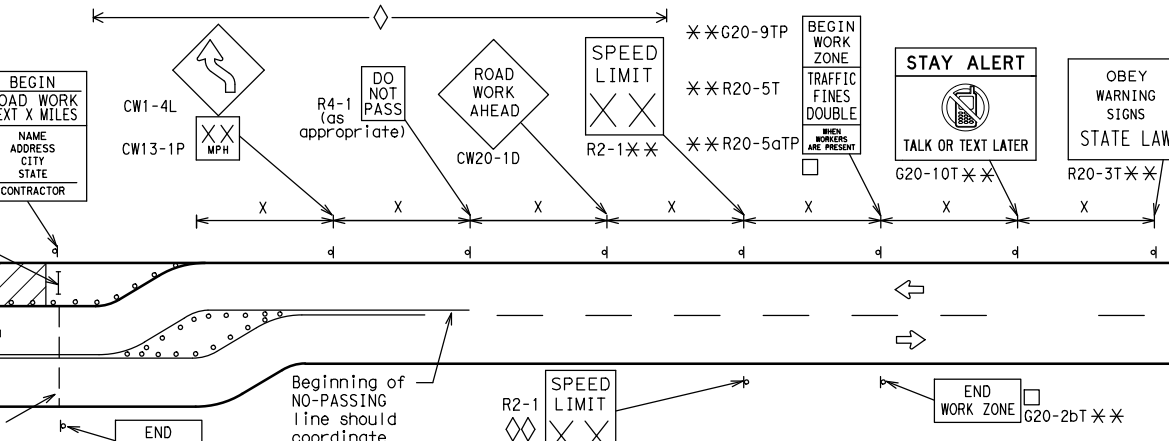 BEGIN
ROAD WORK
NEXT X MILES
NAME
ADDRESS
CITY
STATE
CONTRACTOR
CW1-4L
CW13-1P
XX
MPH
R4-1
(as
appropriate)
DO
NOT
PASS
ROAD
WORK
AHEAD
CW20-1D
SPEED
LIMIT
X X
R2-1**
**G20-9TP
**R20-5T
**R20-5aTP
BEGIN
WORK
ZONE
TRAFFIC
FINES
DOUBLE
WHEN
WORKERS
ARE PRESENT
STAY ALERT
TALK OR TEXT LATER
G20-10T**
OBEY
WARNING
SIGNS
STATE LAW
R20-3T**
X X X X X X X
Beginning of
NO-PASSING
line should
coordinate
R2-1
SPEED
LIMIT
X X
END
WORK ZONE
G20-2bT**
END